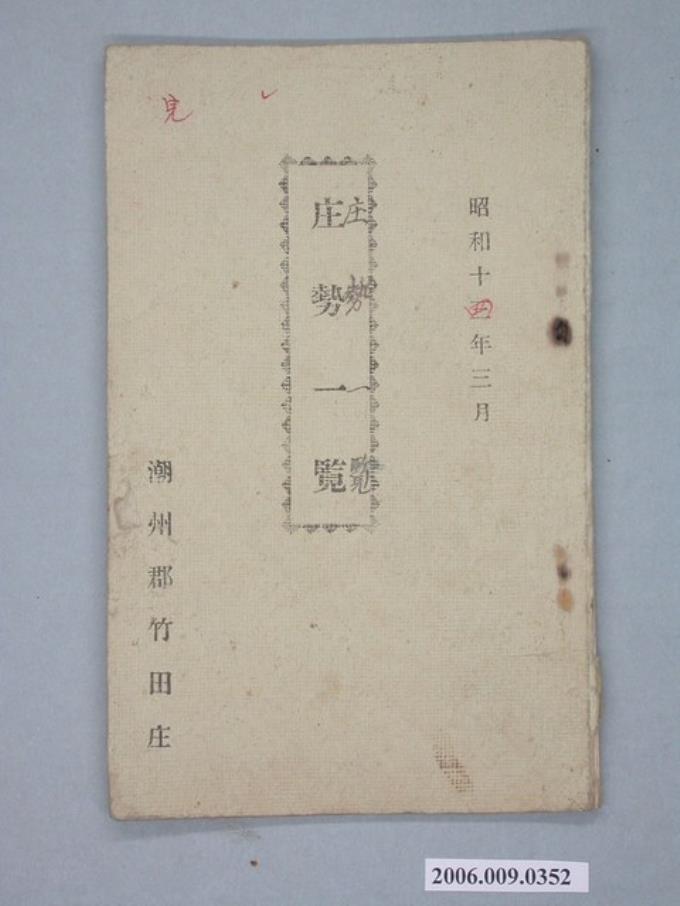 昭和十四年三月
庄勢一覧
庄勢一覧
潮州郡竹田庄
2006.009.0352